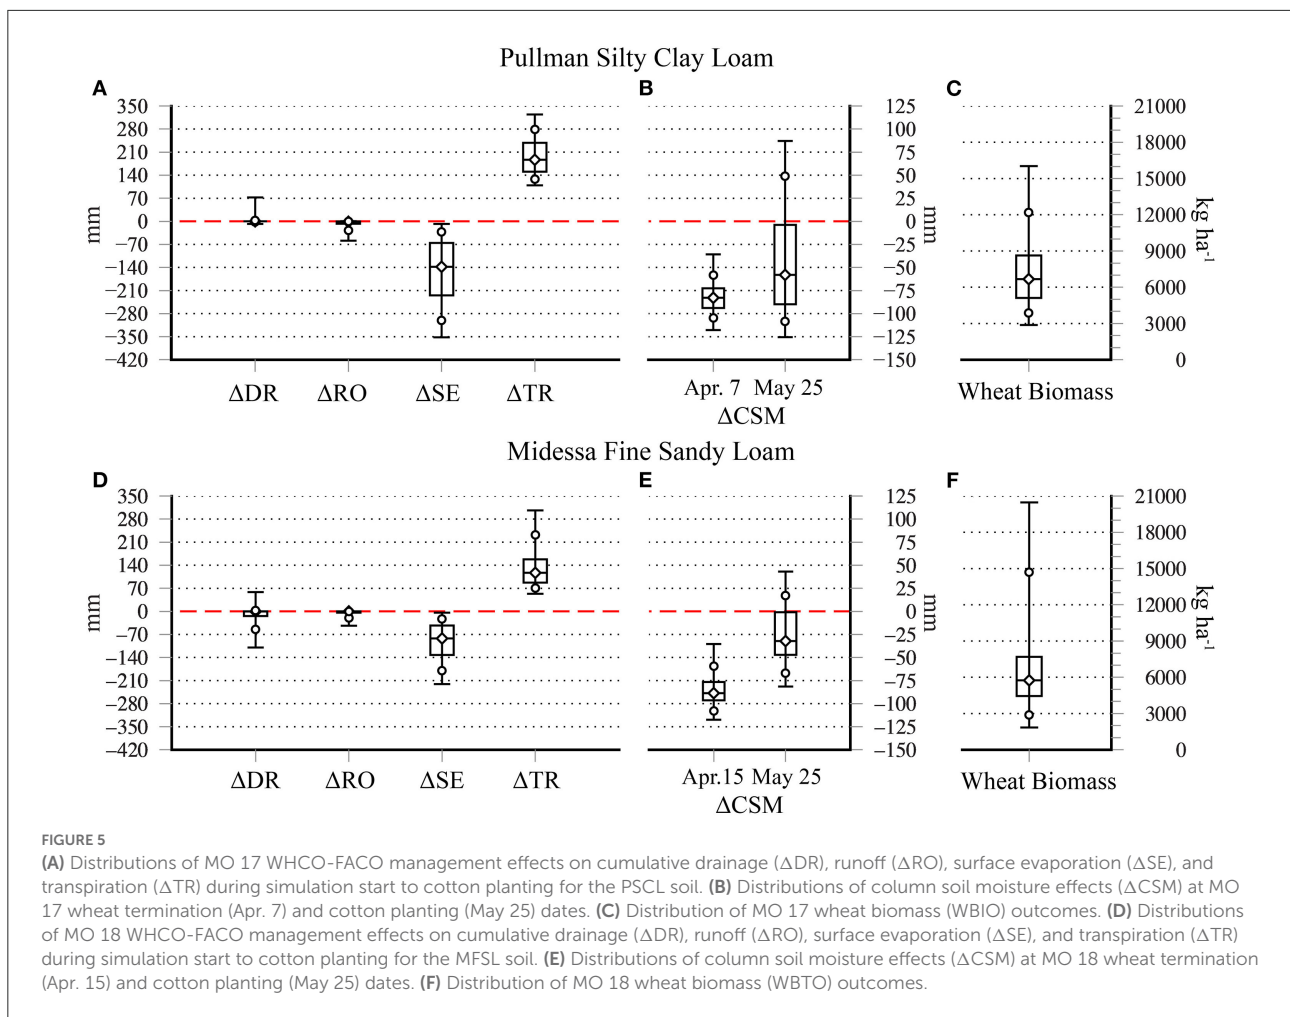 Pullman Silty Clay Loam
A B C
350 125 21000
280 100 18000
210 75
140 50 15000
70 25
0 0 12000
−70 −25 9000
−140 −50
−210 −75 6000
−280 −100
−350 −125 3000
−420 −150 0
mm mm kg ha-1
ΔDR ΔRO ΔSE ΔTR Apr. 7 May 25 Wheat Biomass
ΔCSM
Midessa Fine Sandy Loam
D E F
350 125 21000
280 100 18000
210 75
140 50 15000
70 25
0 0 12000
−70 −25 9000
−140 −50
−210 −75 6000
−280 −100
−350 −125 3000
−420 −150 0
mm mm kg ha-1
ΔDR ΔRO ΔSE ΔTR Apr.15 May 25 Wheat Biomass
ΔCSM
FIGURE 5
(A) Distributions of MO 17 WHCO-FACO management effects on cumulative drainage (ΔDR), runoff (ΔRO), surface evaporation (ΔSE), and
transpiration (ΔTR) during simulation start to cotton planting for the PSCL soil. (B) Distributions of column soil moisture effects (ΔCSM) at MO
17 wheat termination (Apr. 7) and cotton planting (May 25) dates. (C) Distribution of MO 17 wheat biomass (WBIO) outcomes. (D) Distributions
of MO 18 WHCO-FACO management effects on cumulative drainage (ΔDR), runoff (ΔRO), surface evaporation (ΔSE), and transpiration (ΔTR)
during simulation start to cotton planting for the MFSL soil. (E) Distributions of column soil moisture effects (ΔCSM) at MO 18 wheat termination
(Apr. 15) and cotton planting (May 25) dates. (F) Distribution of MO 18 wheat biomass (WBTO) outcomes.